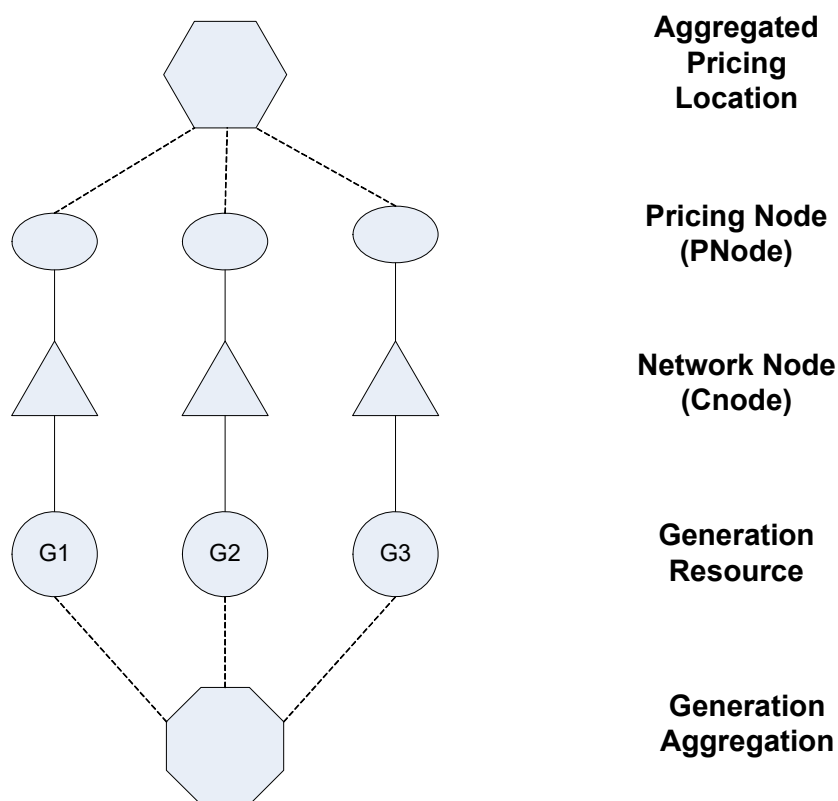 Aggregated
Pricing
Location
Pricing Node
(PNode)
Network Node
(Cnode)
G1
G2
G3
Generation
Resource
Generation
Aggregation